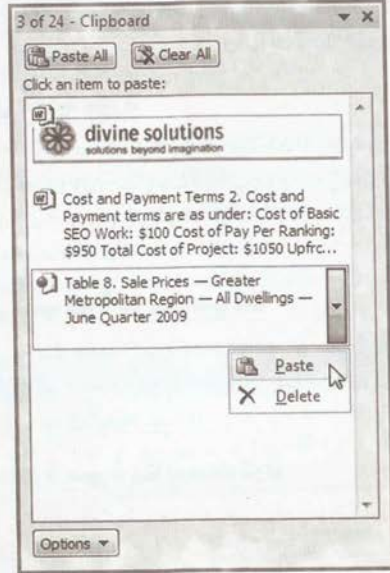 3 of 24 - Clipboard
Paste All Clear All
Click an item to paste:
divine solutions
solutions beyond imagination
Cost and Payment Terms 2. Cost and
Payment terms are as under: Cost of Basic
SEO Work: $100 Cost of Pay Per Ranking:
$950 Total Cost of Project: $1050 Upfrc...
Table 8. Sale Prices — Greater
Metropolitan Region — All Dwellings —
June Quarter 2009
Paste
Delete
Options